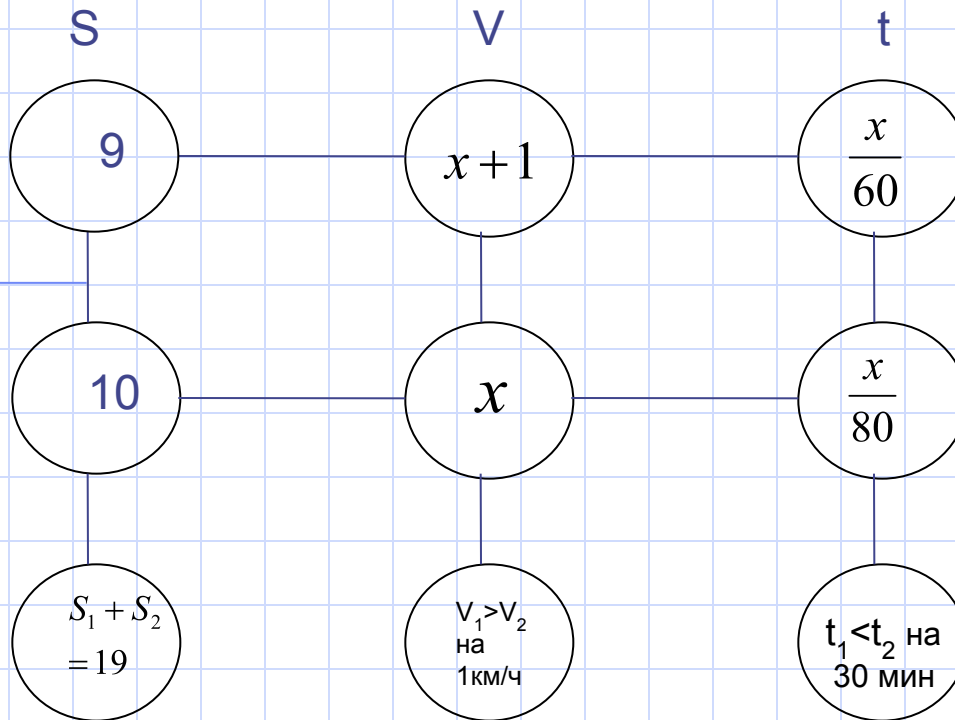 S V t
9 x+1 x/60
10 x x/80
S₁ + S₂
= 19
V₁>V₂
на
1км/ч
t₁<t₂ на
30 мин